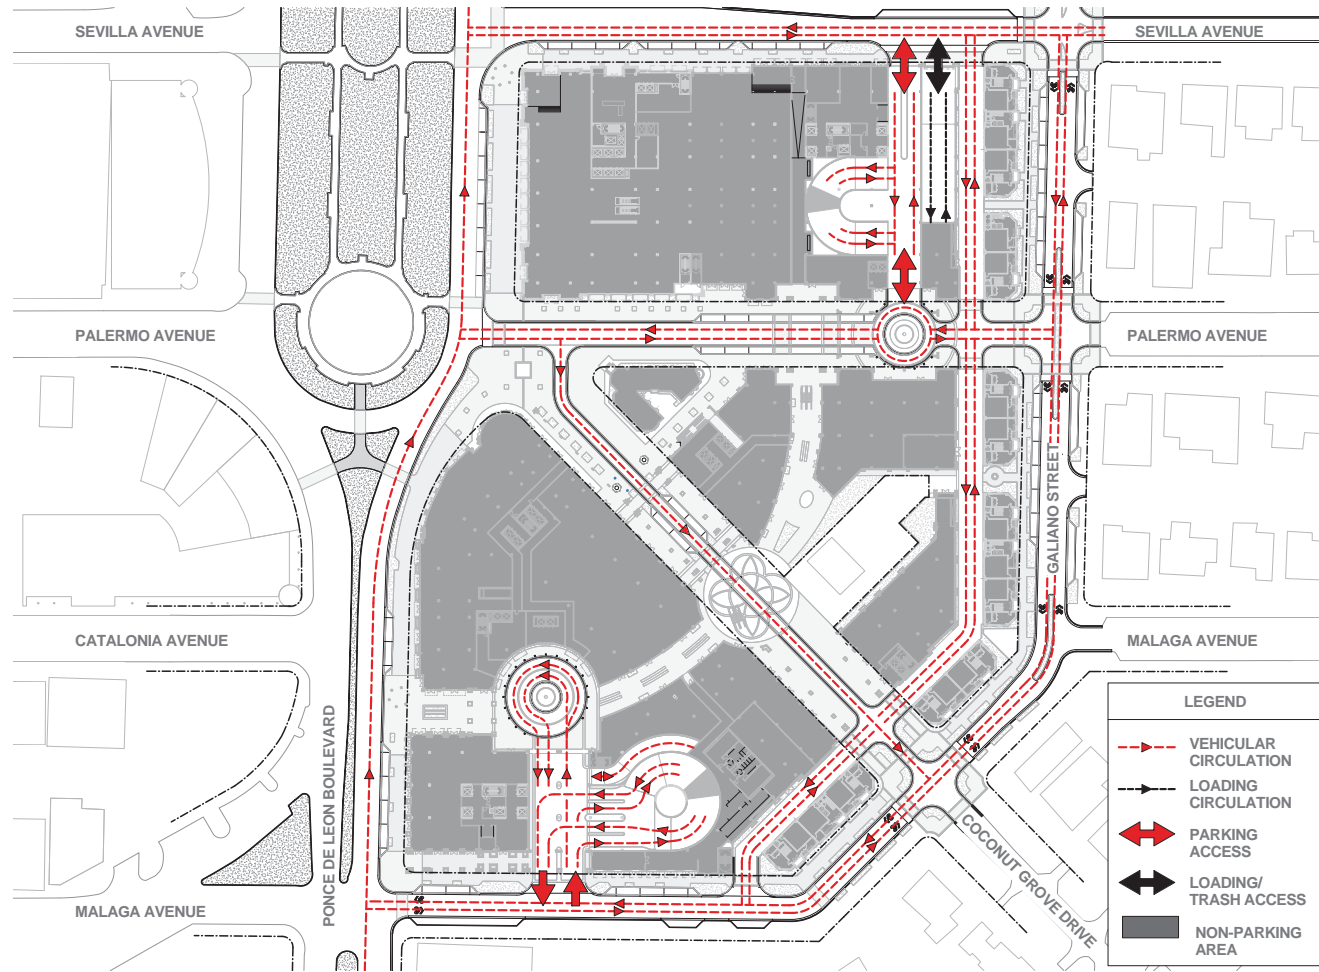 SEVILLA AVENUE
SEVILLA AVENUE
PALERMO AVENUE
PALERMO AVENUE
GALIANO STREET
CATALONIA AVENUE
MALAGA AVENUE
PONCE DE LEON BOULEVARD
MALAGA AVENUE
COCONUT GROVE DRIVE
LEGEND
VEHICULAR
CIRCULATION
LOADING
CIRCULATION
PARKING
ACCESS
LOADING/
TRASH ACCESS
NON-PARKING
AREA